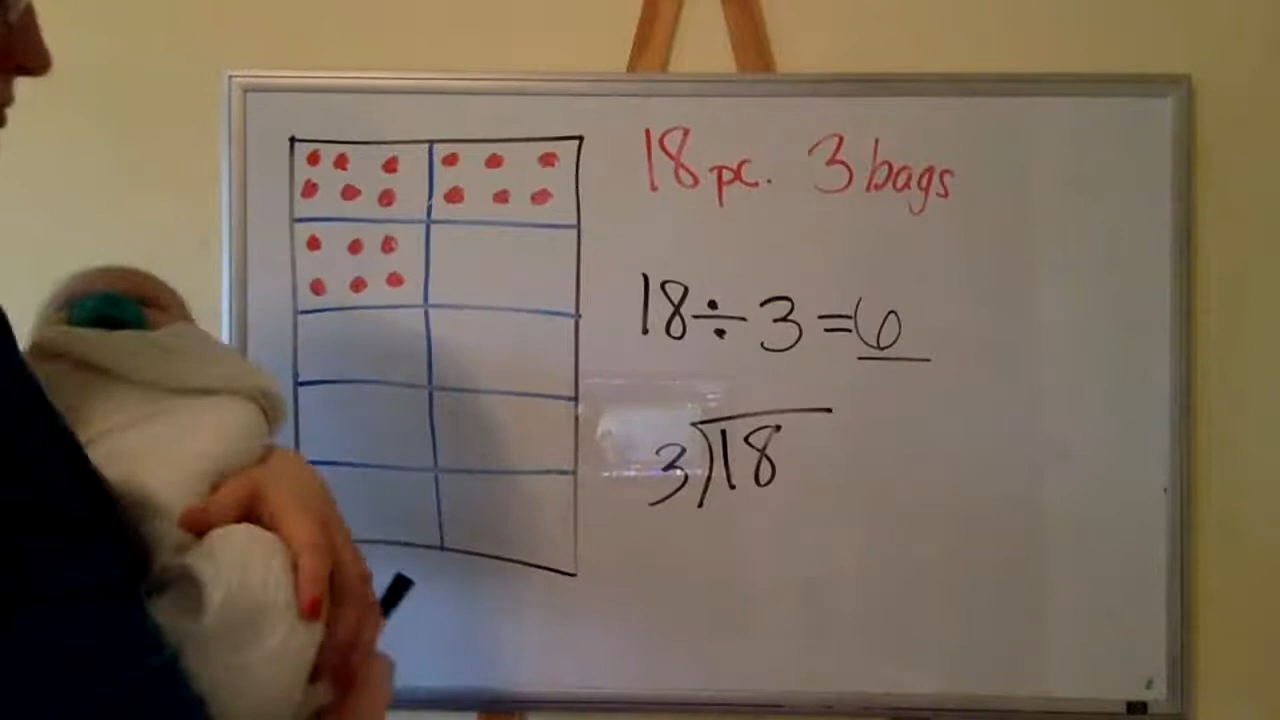 18 pc. 3 bags
18 ÷ 3 = 6
3)18